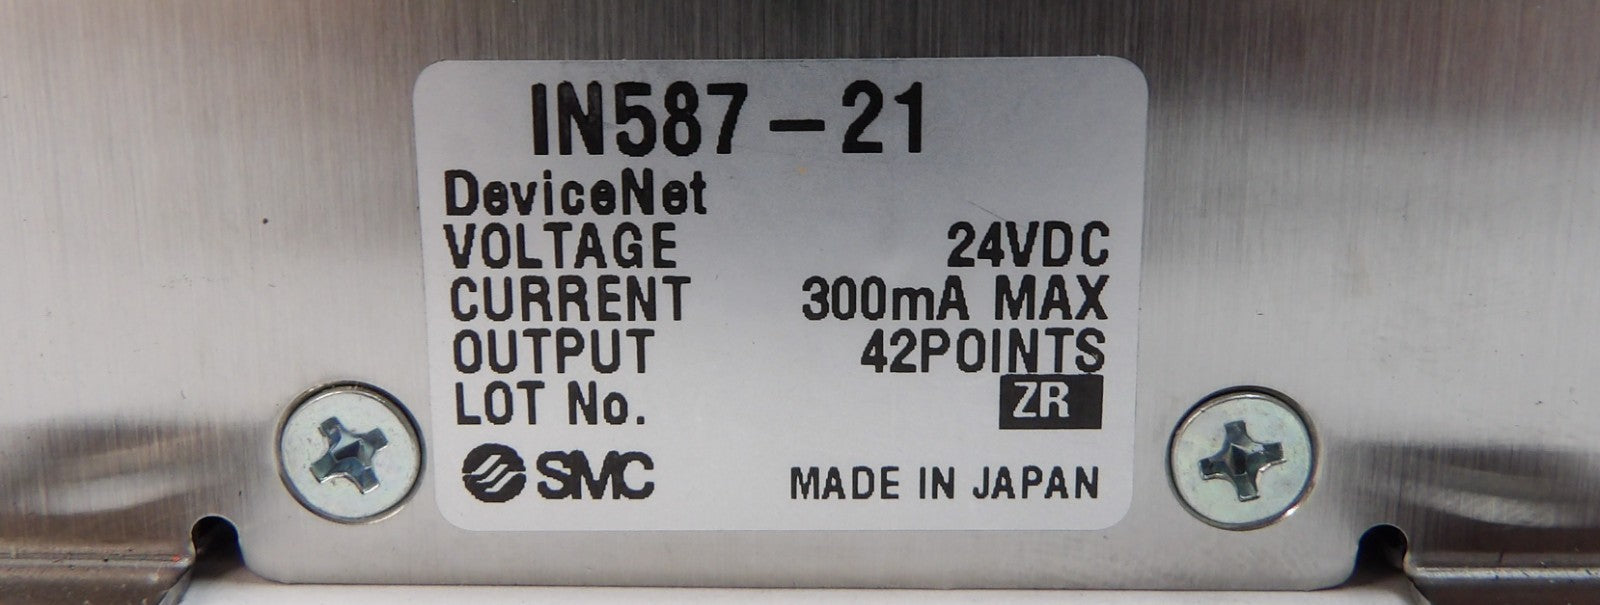 IN587-21
DeviceNet
VOLTAGE 24VDC
CURRENT 300mA MAX
OUTPUT 42POINTS
LOT No. ZR
SMC MADE IN JAPAN